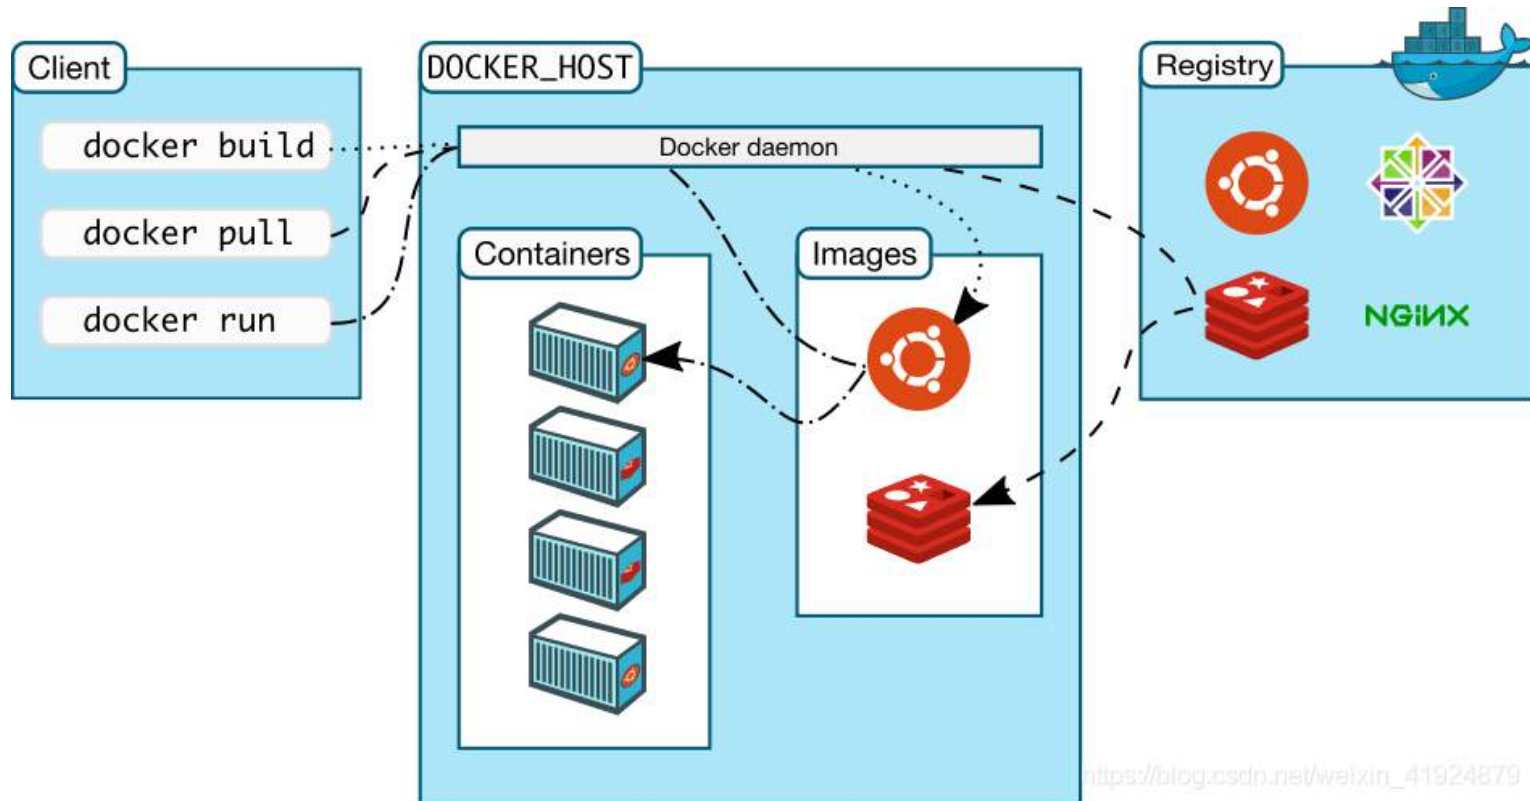 Client
docker build
docker pull
docker run
DOCKER_HOST
Docker daemon
Containers
Images
Registry
NGiNX
https://blog.csdn.net/weixin_41924879